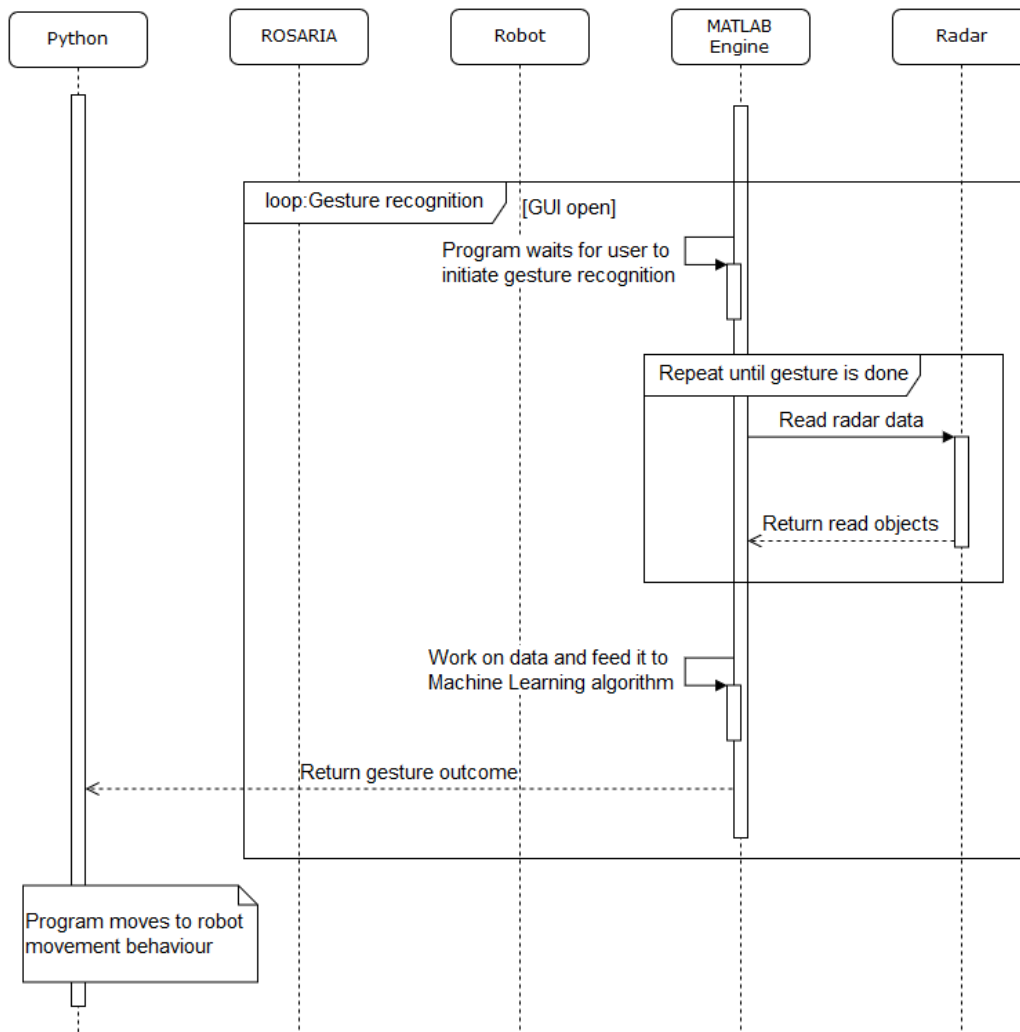 Python
ROSARIA
Robot
MATLAB
Engine
Radar
loop:Gesture recognition
[GUI open]
Program waits for user to
initiate gesture recognition
Repeat until gesture is done
Read radar data
Return read objects
Work on data and feed it to
Machine Learning algorithm
Return gesture outcome
Program moves to robot
movement behaviour